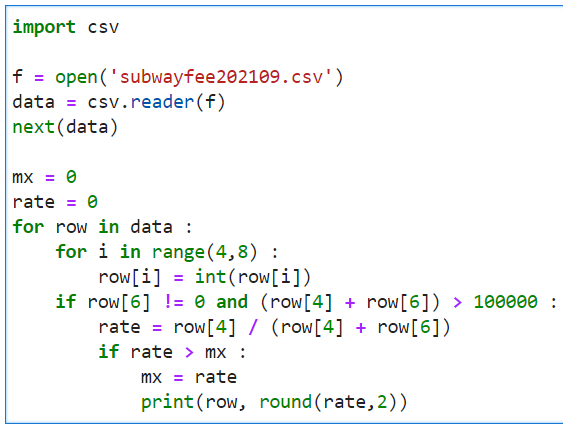 import csv

f = open('subwayfee202109.csv')
data = csv.reader(f)
next(data)

mx = 0
rate = 0
for row in data :
    for i in range(4,8) :
        row[i] = int(row[i])
    if row[6] != 0 and (row[4] + row[6]) > 100000 :
        rate = row[4] / (row[4] + row[6])
        if rate > mx :
            mx = rate
            print(row, round(rate,2))